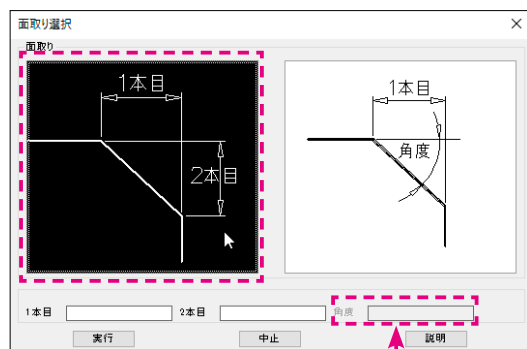 面取り選択
面取り
1本目
2本目
1本目
角度
1本目 2本目 角度
実行 中止 説明